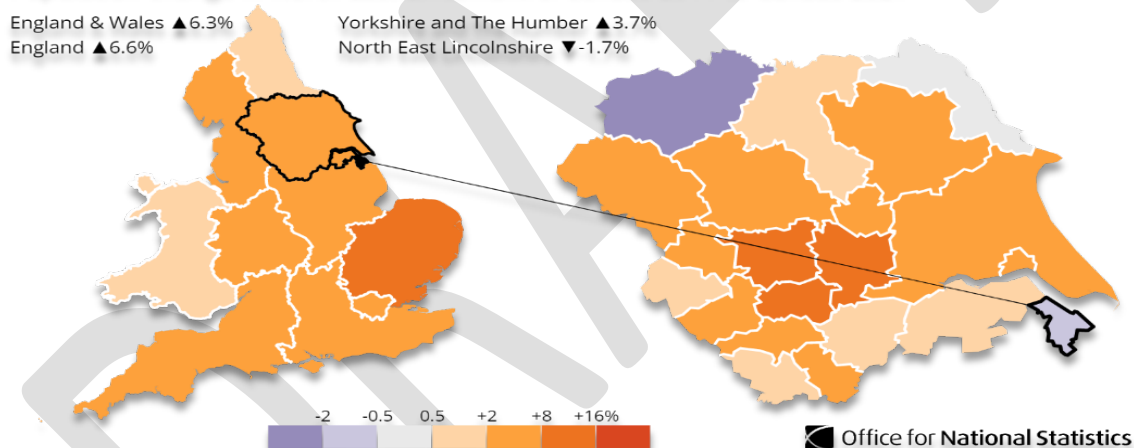 England & Wales ▲6.3%
England ▲6.6%
Yorkshire and The Humber ▲3.7%
North East Lincolnshire ▼-1.7%
-2 -0.5 0.5 +2 +8 +16%
Office for National Statistics